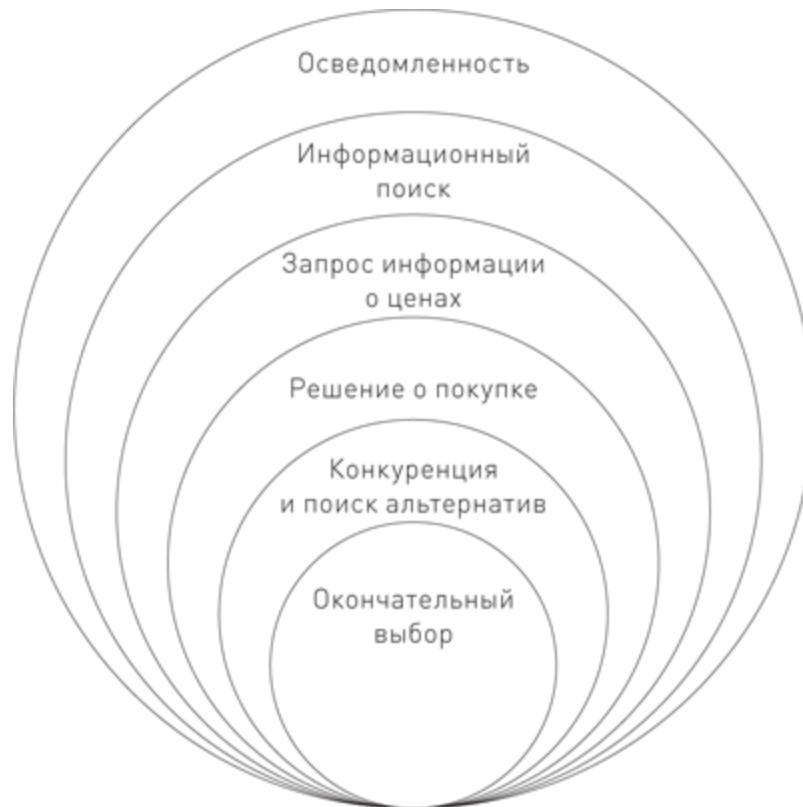 Осведомленность
Информационный
поиск
Запрос информации
о ценах
Решение о покупке
Конкуренция
и поиск альтернатив
Окончательный
выбор